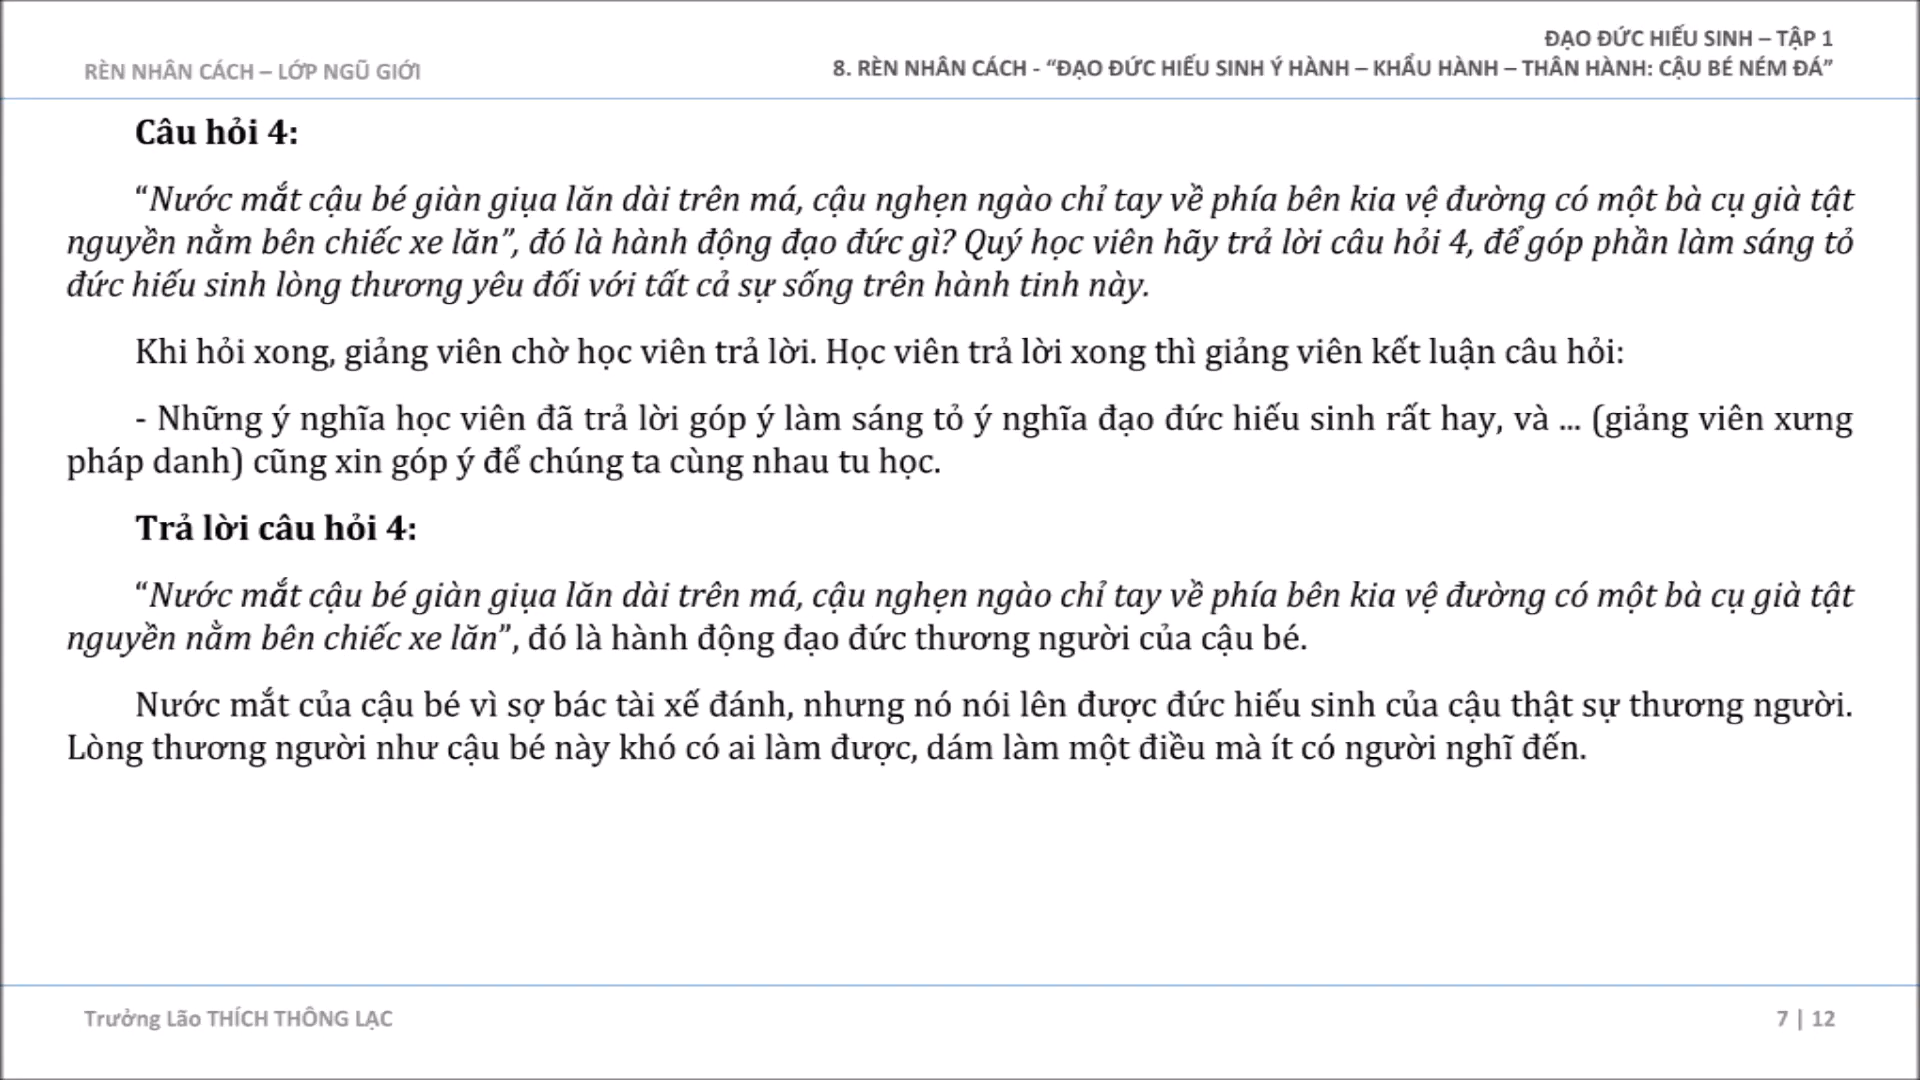 ĐẠO ĐỨC HIẾU SINH – TẬP 1
RÈN NHÂN CÁCH – LỚP NGŨ GIỚI
8. RÈN NHÂN CÁCH - “ĐẠO ĐỨC HIẾU SINH Ý HÀNH – KHẨU HÀNH – THÂN HÀNH: CẬU BÉ NÉM ĐÁ”
Câu hỏi 4:
“Nước mắt cậu bé giàn giụa lăn dài trên má, cậu nghẹn ngào chỉ tay về phía bên kia vệ đường có một bà cụ già tật
nguyền nằm bên chiếc xe lăn”, đó là hành động đạo đức gì? Quý học viên hãy trả lời câu hỏi 4, để góp phần làm sáng tỏ
đức hiếu sinh lòng thương yêu đối với tất cả sự sống trên hành tinh này.
Khi hỏi xong, giảng viên chờ học viên trả lời. Học viên trả lời xong thì giảng viên kết luận câu hỏi:
- Những ý nghĩa học viên đã trả lời góp ý làm sáng tỏ ý nghĩa đạo đức hiếu sinh rất hay, và ... (giảng viên xưng
pháp danh) cũng xin góp ý để chúng ta cùng nhau tu học.
Trả lời câu hỏi 4:
“Nước mắt cậu bé giàn giụa lăn dài trên má, cậu nghẹn ngào chỉ tay về phía bên kia vệ đường có một bà cụ già tật
nguyền nằm bên chiếc xe lăn”, đó là hành động đạo đức thương người của cậu bé.
Nước mắt của cậu bé vì sợ bác tài xế đánh, nhưng nó nói lên được đức hiếu sinh của cậu thật sự thương người.
Lòng thương người như cậu bé này khó có ai làm được, dám làm một điều mà ít có người nghĩ đến.
Trưởng Lão THÍCH THÔNG LẠC
7 | 12